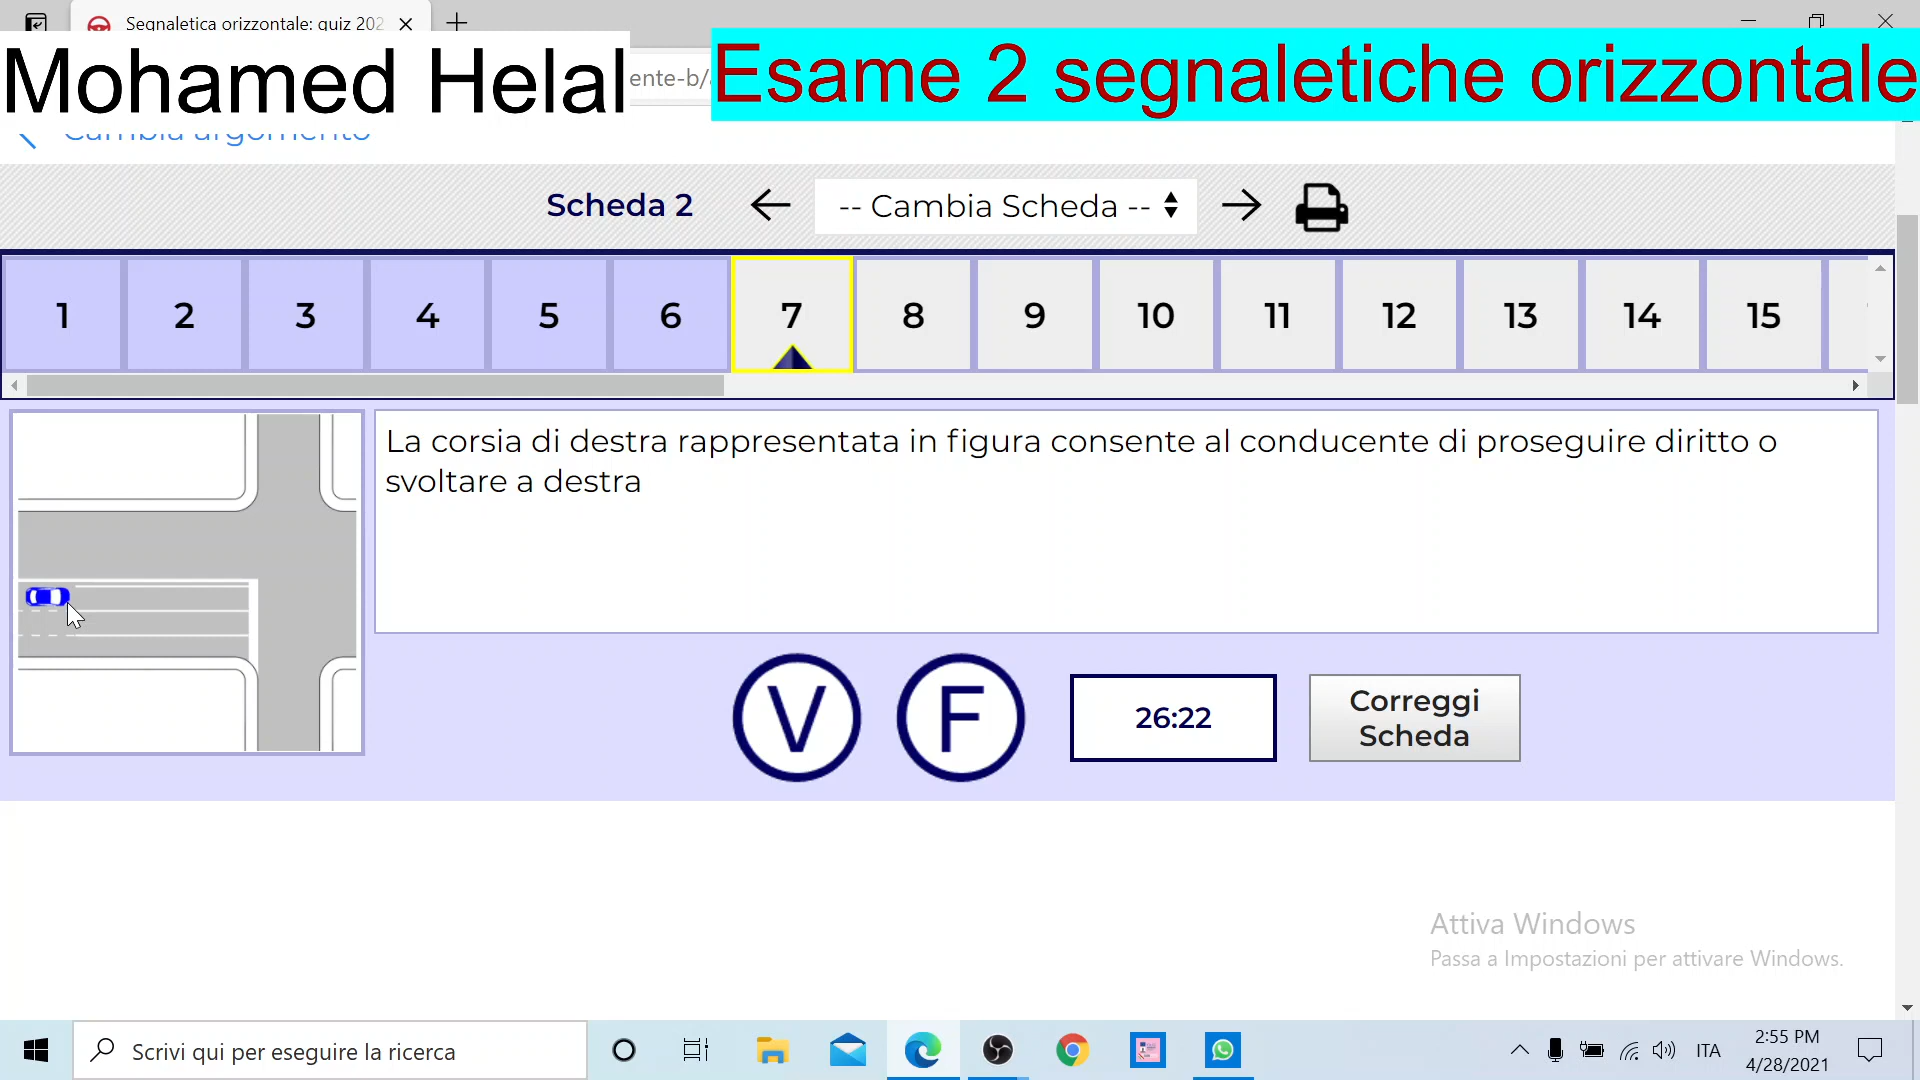 Segnaletica orizzontale: quiz 202
Mohamed Helal
ente-b/
Esame 2 segnaletiche orizzontale
Cambia argomento
Scheda 2
-- Cambia Scheda --
1 2 3 4 5 6 7 8 9 10 11 12 13 14 15
La corsia di destra rappresentata in figura consente al conducente di proseguire diritto o
svoltare a destra
V F
26:22
Correggi
Scheda
Attiva Windows
Passa a Impostazioni per attivare Windows.
Scrivi qui per eseguire la ricerca
ITA
2:55 PM
4/28/2021